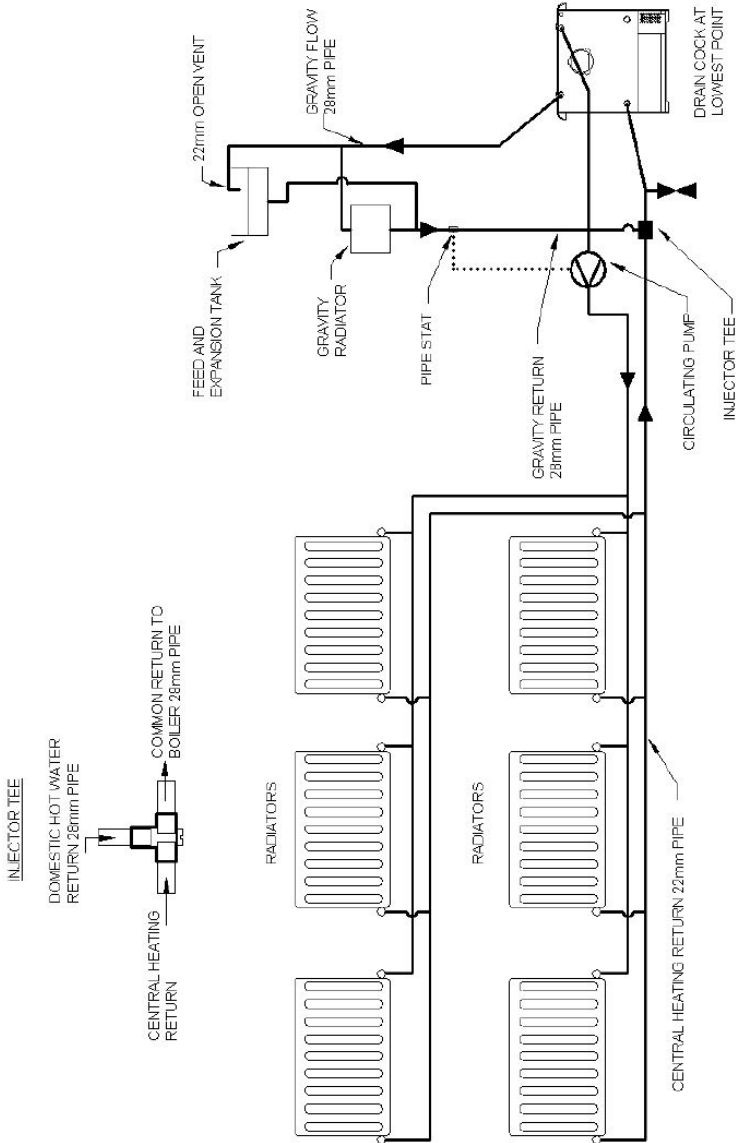 INJECTOR TEE
DOMESTIC HOT WATER
RETURN 28mm PIPE
CENTRAL HEATING
RETURN
COMMON RETURN TO
BOILER 28mm PIPE
FEED AND
EXPANSION TANK
22mm OPEN VENT
GRAVITY FLOW
28mm PIPE
GRAVITY
RADIATOR
RADIATORS
PIPE STAT
RADIATORS
GRAVITY RETURN
28mm PIPE
CENTRAL HEATING RETURN 22mm PIPE
CIRCULATING PUMP
INJECTOR TEE
DRAIN COCK AT
LOWEST POINT